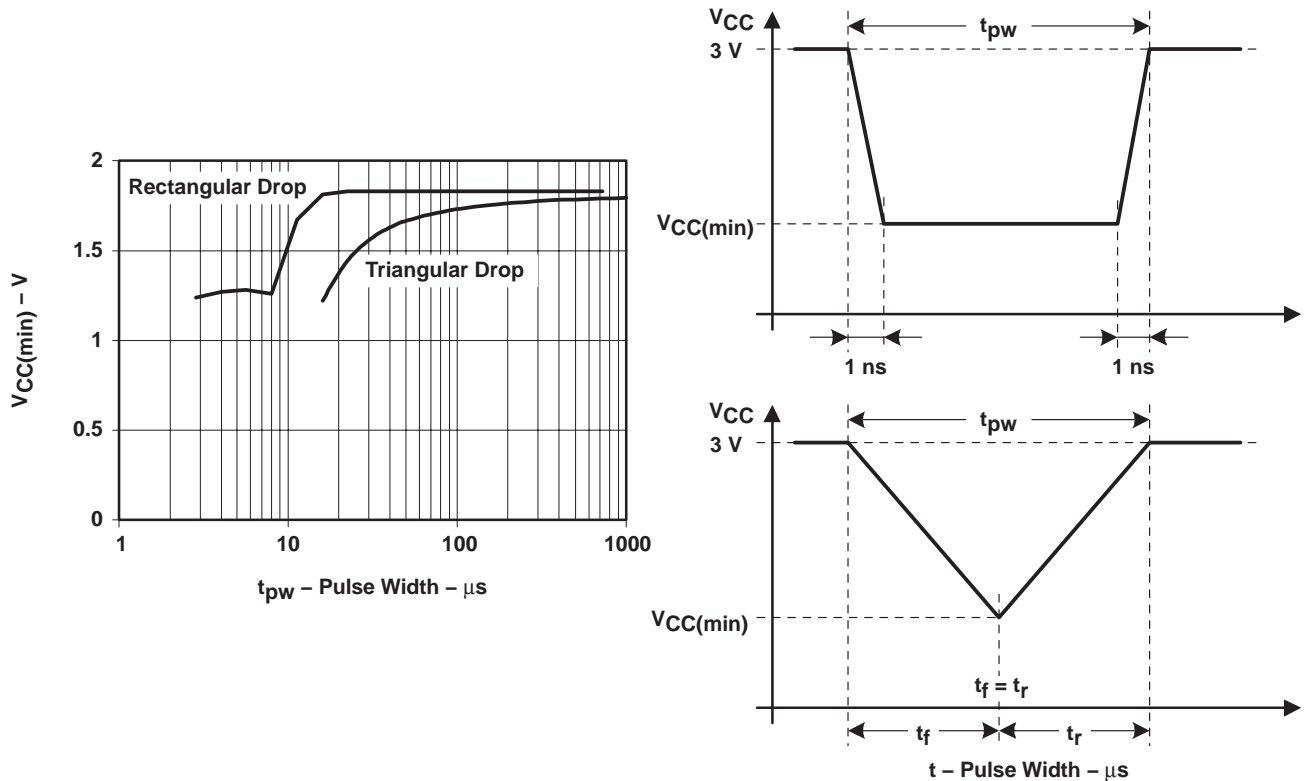 2
1.5
1
0.5
0
VCC(min) – V
Rectangular Drop
Triangular Drop
1
10
100
1000
tpw – Pulse Width – μs
VCC
3 V
tpw
VCC(min)
1 ns
1 ns
VCC
3 V
tpw
VCC(min)
tf = tr
tf
tr
t – Pulse Width – μs